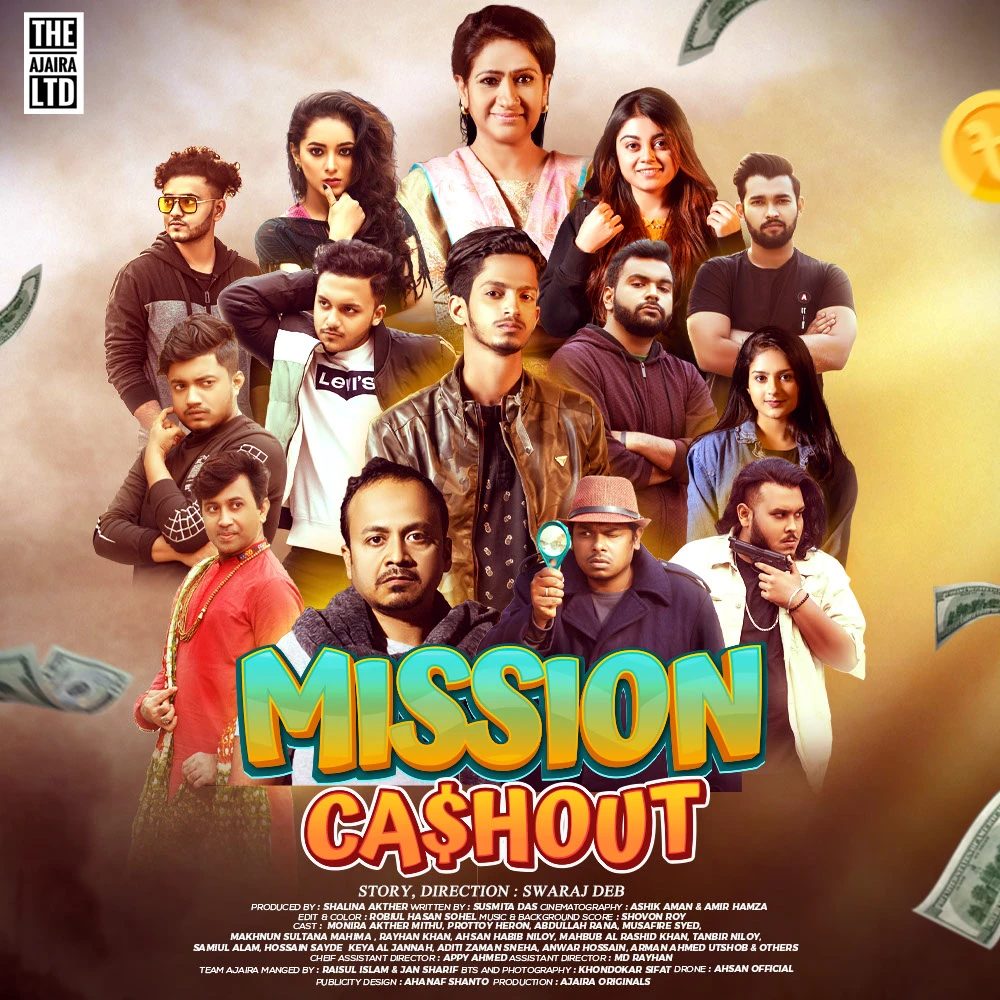 THE
AJAIRA
LTD
LEVI'S
MISSION
CA$HOUT
STORY, DIRECTION : SWARAJ DEB
PRODUCED BY : SHALINA AKTHER WRITTEN BY : SUSMITA DAS CINEMATOGRAPHY : ASHIK AMAN & AMIR HAMZA
EDIT & COLOR : ROBIUL HASAN SOHEL MUSIC & BACKGROUND SCORE : SHOVON ROY
CAST : MONIRA AKTHER MITHU, PROTTOY HERON, ABDULLAH RANA, MUSAFIRE SYED,
MAKHNUN SULTANA MAHIMA , RAYHAN KHAN, AHSAN HABIB NILOY, MAHBUB AL RASHID KHAN, TANBIR NILOY,
SAMIUL ALAM, HOSSAIN SAYDE KEYA AL JANNAH, ADITI ZAMAN SNEHA, ANWAR HOSSAIN, ARMAN AHMED UTSHOB & OTHERS
CHEIF ASSISTANT DIRECTOR : APPY AHMED ASSISTANT DIRECTOR : MD RAYHAN
TEAM AJAIRA MANGED BY : RAISUL ISLAM & JAN SHARIF BTS AND PHOTOGRAPHY : KHONDOKAR SIFAT DRONE : AHSAN OFFICIAL
PUBLICITY DESIGN : AHANAF SHANTO PRODUCTION : AJAIRA ORIGINALS